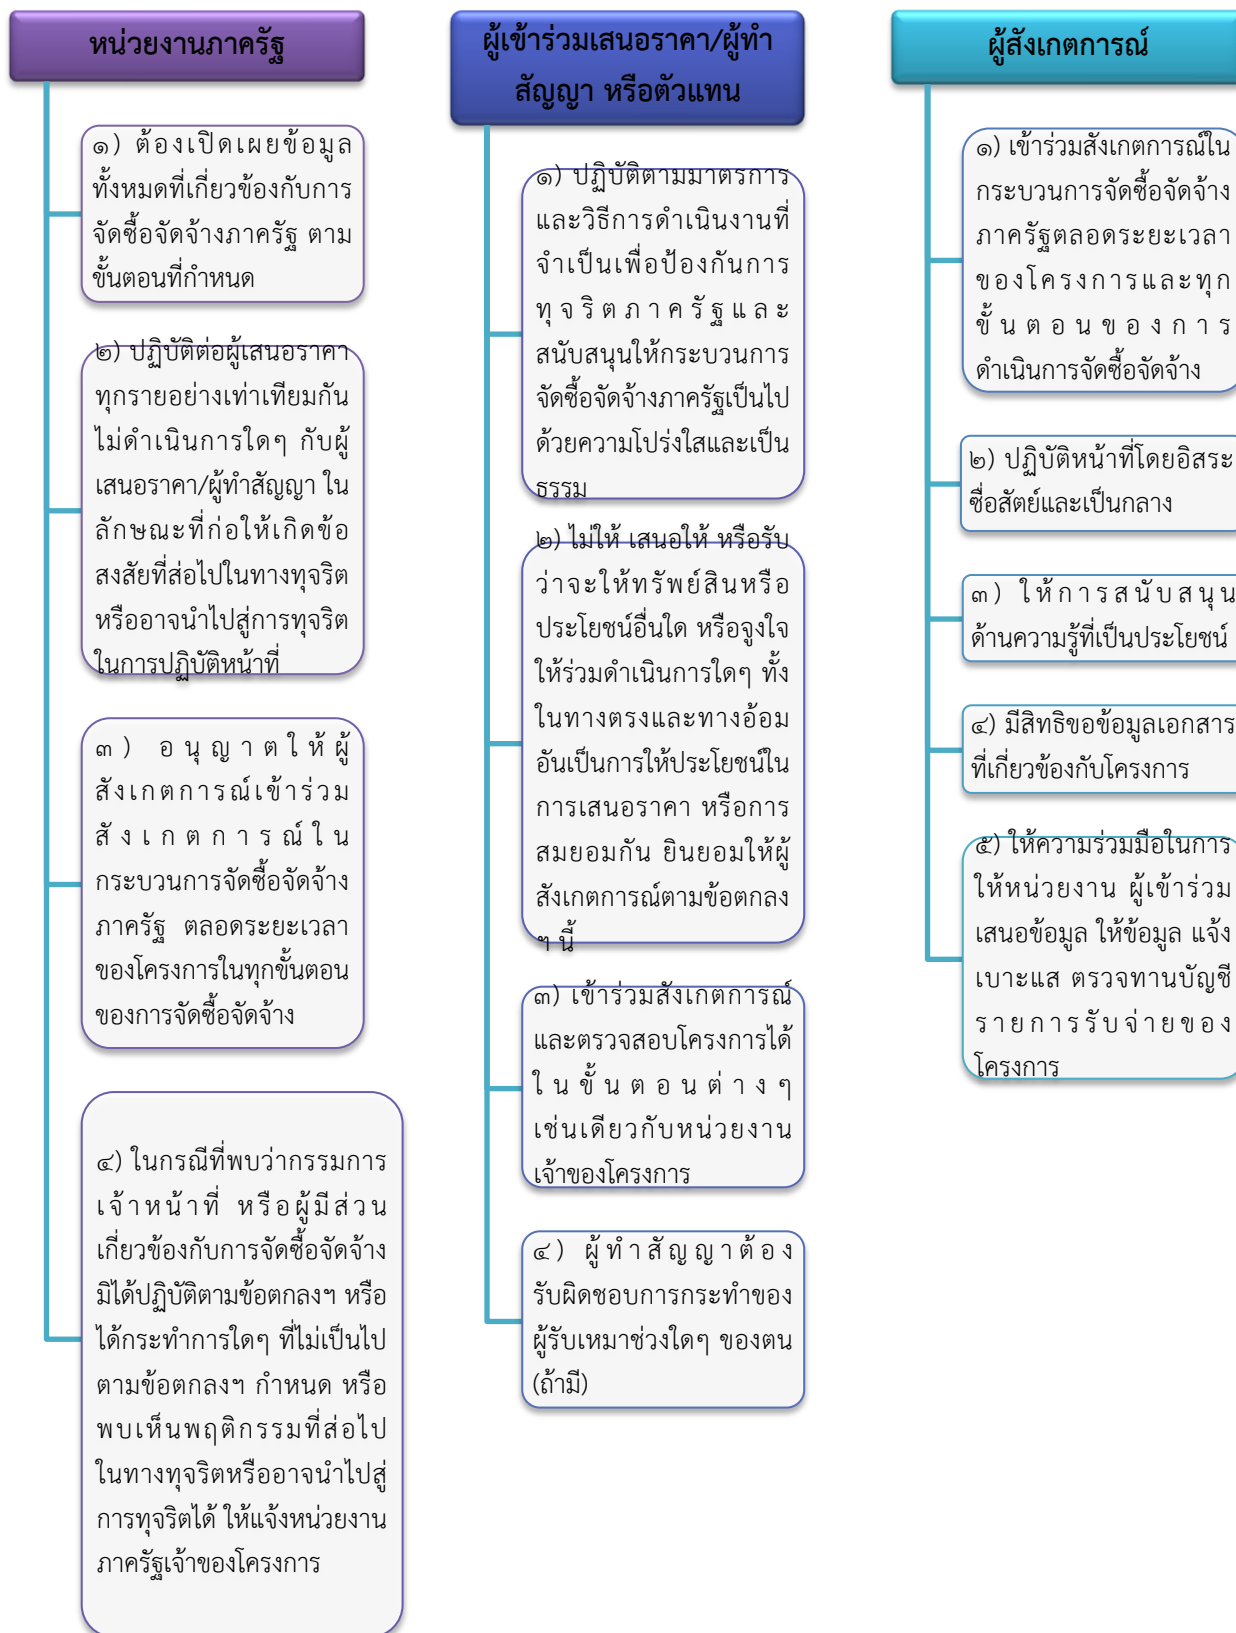 หน่วยงานภาครัฐ
๑) ต้องเปิดเผยข้อมูล
ทั้งหมดที่เกี่ยวข้องกับการ
จัดซื้อจัดจ้างภาครัฐ ตาม
ขั้นตอนที่กำหนด
๒) ปฏิบัติต่อผู้เสนอราคา
ทุกรายอย่างเท่าเทียมกัน
ไม่ดำเนินการใดๆ กับผู้
เสนอราคา/ผู้ทำสัญญา ใน
ลักษณะที่ก่อให้เกิดข้อ
สงสัยที่ส่อไปในทางทุจริต
หรืออาจนำไปสู่การทุจริต
ในการปฏิบัติหน้าที่
๓) อนุญาตให้ผู้
สังเกตการณ์เข้าร่วม
สังเกตการณ์ใน
กระบวนการจัดซื้อจัดจ้าง
ภาครัฐ ตลอดระยะเวลา
ของโครงการในทุกขั้นตอน
ของการจัดซื้อจัดจ้าง
๔) ในกรณีที่พบว่ากรรมการ
เจ้าหน้าที่ หรือผู้มีส่วน
เกี่ยวข้องกับการจัดซื้อจัดจ้าง
มิได้ปฏิบัติตามข้อตกลงฯ หรือ
ได้กระทำการใดๆ ที่ไม่เป็นไป
ตามข้อตกลงฯ กำหนด หรือ
พบเห็นพฤติกรรมที่ส่อไป
ในทางทุจริตหรืออาจนำไปสู่
การทุจริตได้ ให้แจ้งหน่วยงาน
ภาครัฐเจ้าของโครงการ
ผู้เข้าร่วมเสนอราคา/ผู้ทำ
สัญญา หรือตัวแทน
๑) ปฏิบัติตามมาตรการ
และวิธีการดำเนินงานที่
จำเป็นเพื่อป้องกันการ
ทุจริตภาครัฐและ
สนับสนุนให้กระบวนการ
จัดซื้อจัดจ้างภาครัฐเป็นไป
ด้วยความโปร่งใสและเป็น
ธรรม
๒) ไม่ให้ เสนอให้ หรือรับ
ว่าจะให้ทรัพย์สินหรือ
ประโยชน์อื่นใด หรือจูงใจ
ให้ร่วมดำเนินการใดๆ ทั้ง
ในทางตรงและทางอ้อม
อันเป็นการให้ประโยชน์ใน
การเสนอราคา หรือการ
สมยอมกัน ยินยอมให้ผู้
สังเกตการณ์ตามข้อตกลง
ฯ นี้
๓) เข้าร่วมสังเกตการณ์
และตรวจสอบโครงการได้
ในขั้นตอนต่างๆ
เช่นเดียวกับหน่วยงาน
เจ้าของโครงการ
๔) ผู้ทำสัญญาต้อง
รับผิดชอบการกระทำของ
ผู้รับเหมาช่วงใดๆ ของตน
(ถ้ามี)
ผู้สังเกตการณ์
๑) เข้าร่วมสังเกตการณ์ใน
กระบวนการจัดซื้อจัดจ้าง
ภาครัฐตลอดระยะเวลา
ของโครงการและทุก
ขั้นตอนของการ
ดำเนินการจัดซื้อจัดจ้าง
๒) ปฏิบัติหน้าที่โดยอิสระ
ซื่อสัตย์และเป็นกลาง
๓) ให้การสนับสนุน
ด้านความรู้ที่เป็นประโยชน์
๔) มีสิทธิขอข้อมูลเอกสาร
ที่เกี่ยวข้องกับโครงการ
๕) ให้ความร่วมมือในการ
ให้หน่วยงาน ผู้เข้าร่วม
เสนอข้อมูล ให้ข้อมูล แจ้ง
เบาะแส ตรวจทานบัญชี
รายการรับจ่ายของ
โครงการ